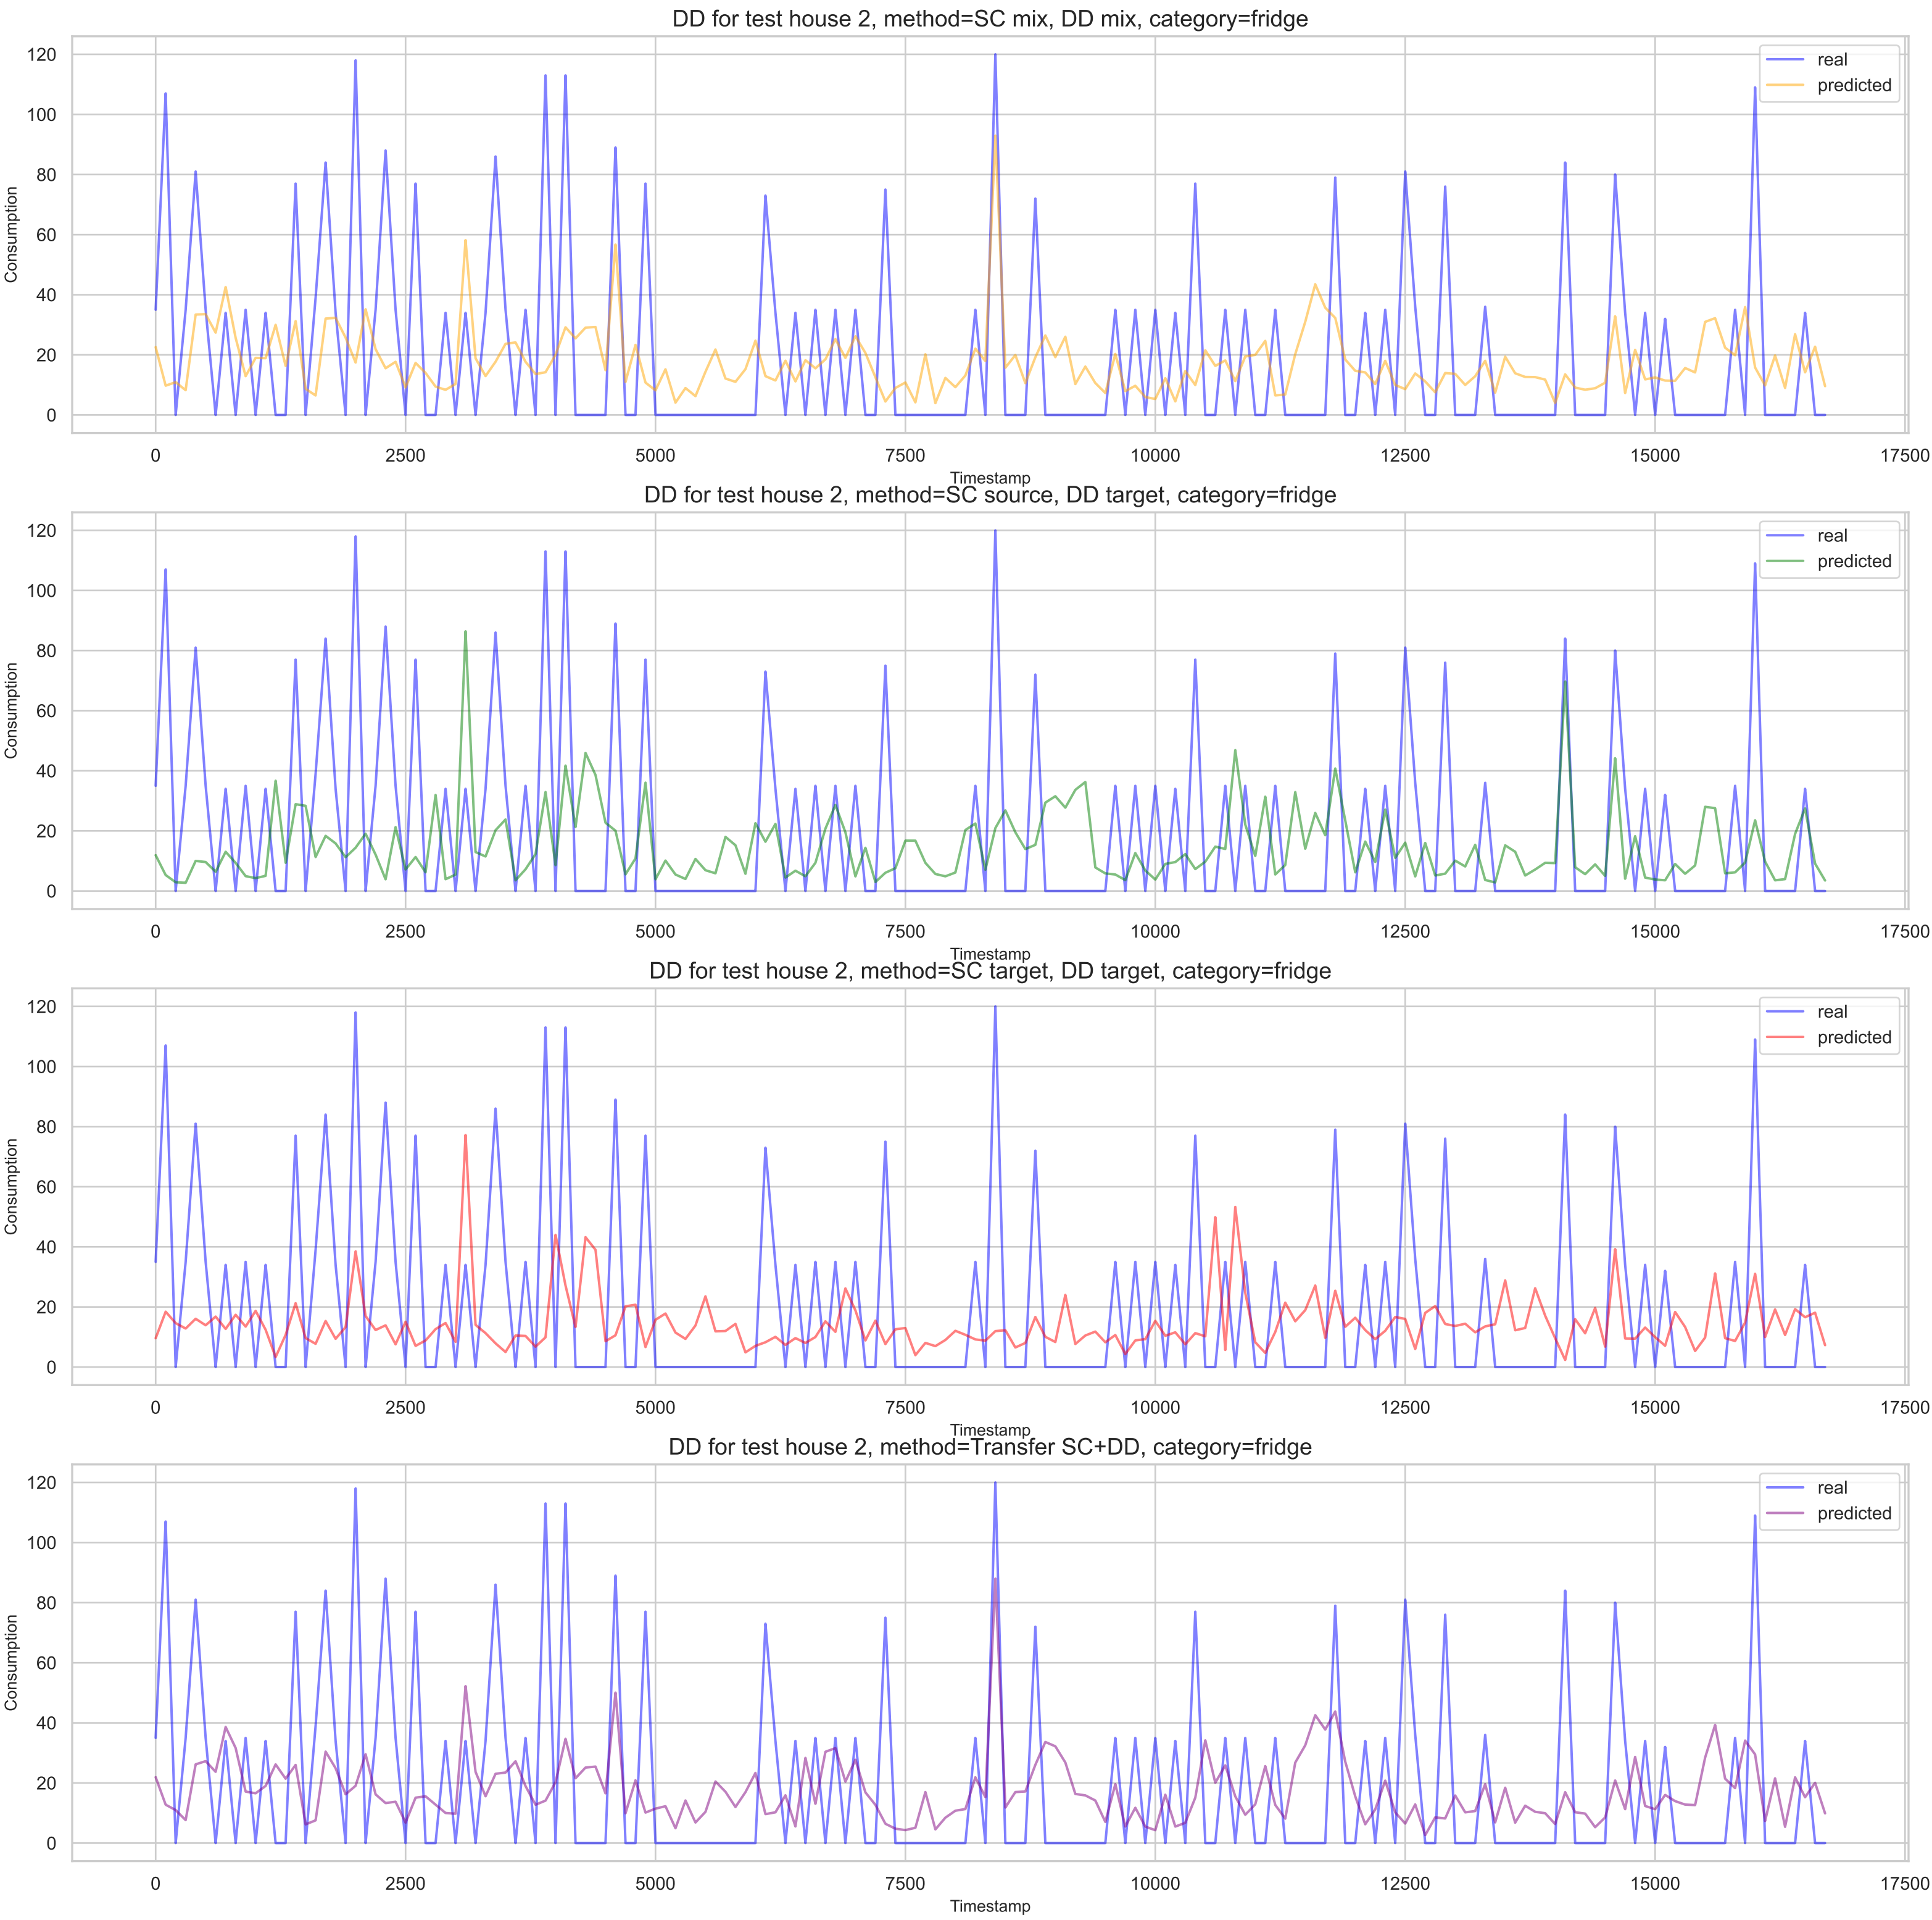 DD for test house 2, method=SC mix, DD mix, category=fridge
120
100
80
60
40
20
0
Consumption
real
predicted
0 2500 5000 7500 10000 12500 15000 17500
Timestamp
DD for test house 2, method=SC source, DD target, category=fridge
120
100
80
60
40
20
0
Consumption
real
predicted
0 2500 5000 7500 10000 12500 15000 17500
Timestamp
DD for test house 2, method=SC target, DD target, category=fridge
120
100
80
60
40
20
0
Consumption
real
predicted
0 2500 5000 7500 10000 12500 15000 17500
Timestamp
DD for test house 2, method=Transfer SC+DD, category=fridge
120
100
80
60
40
20
0
Consumption
real
predicted
0 2500 5000 7500 10000 12500 15000 17500
Timestamp